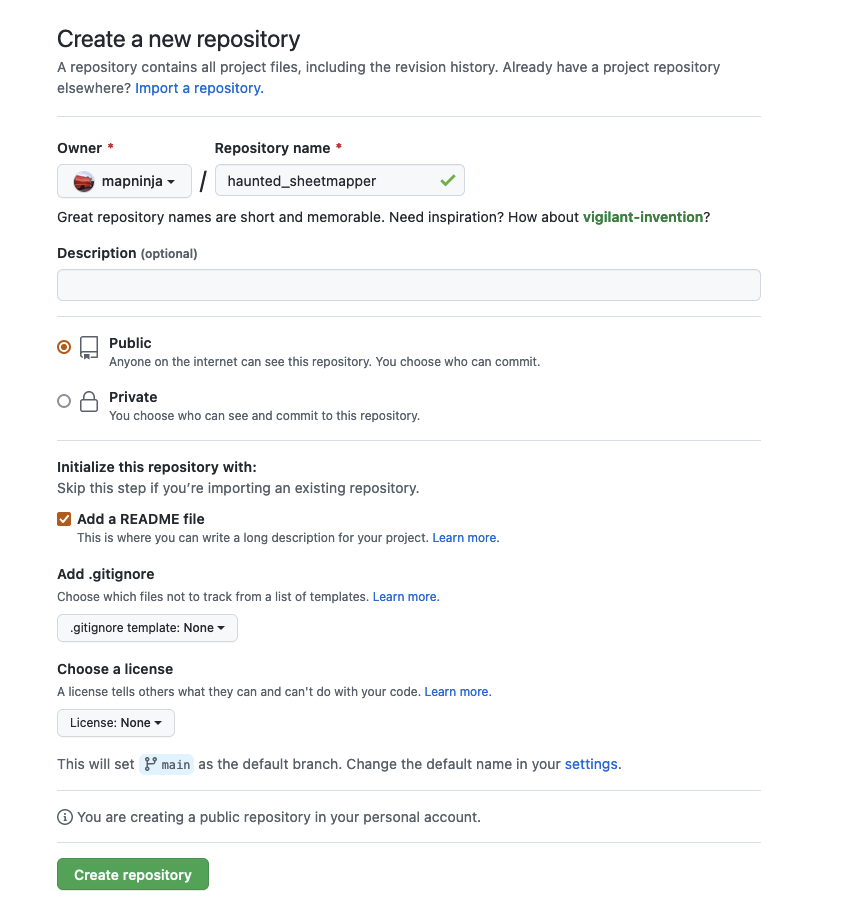 Create a new repository
A repository contains all project files, including the revision history. Already have a project repository
elsewhere? Import a repository.
Owner * Repository name *
mapninja / haunted_sheetmapper
Great repository names are short and memorable. Need inspiration? How about vigilant-invention?
Description (optional)
Public
Anyone on the internet can see this repository. You choose who can commit.
Private
You choose who can see and commit to this repository.
Initialize this repository with:
Skip this step if you’re importing an existing repository.
Add a README file
This is where you can write a long description for your project. Learn more.
Add .gitignore
Choose which files not to track from a list of templates. Learn more.
.gitignore template: None
Choose a license
A license tells others what they can and can't do with your code. Learn more.
License: None
This will set main as the default branch. Change the default name in your settings.
You are creating a public repository in your personal account.
Create repository